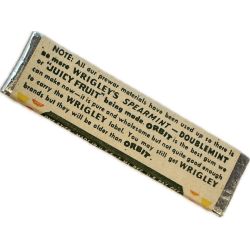 NOTE: All our prewar materials have been used up so there'll
be more WRIGLEY'S SPEARMINT — DOUBLEMINT
or "JUICY FRUIT" being made. ORBIT is the best gum we
can make now—it is pure and wholesome but not quite good enough
to carry the WRIGLEY label. You may still get WRIGLEY
brands but they will be older than ORBIT.